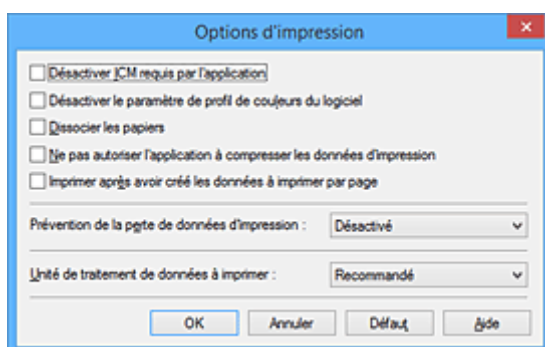 Options d'impression
Désactiver ICM requis par l'application
Désactiver le paramètre de profil de couleurs du logiciel
Dissocier les papiers
Ne pas autoriser l'application à compresser les données d'impression
Imprimer après avoir créé les données à imprimer par page
Prévention de la perte de données d'impression : Désactivé
Unité de traitement de données à imprimer : Recommandé
OK Annuler Défaut Aide